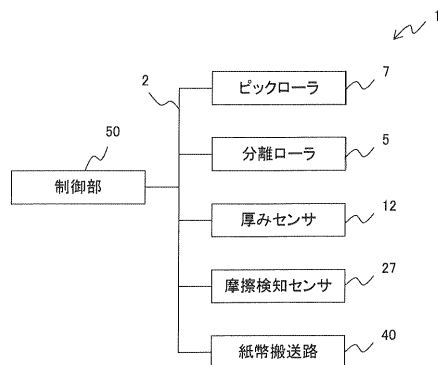 1
2
7
ピックローラ
50
5
制御部
分離ローラ
12
厚みセンサ
27
摩擦検知センサ
40
紙幣搬送路